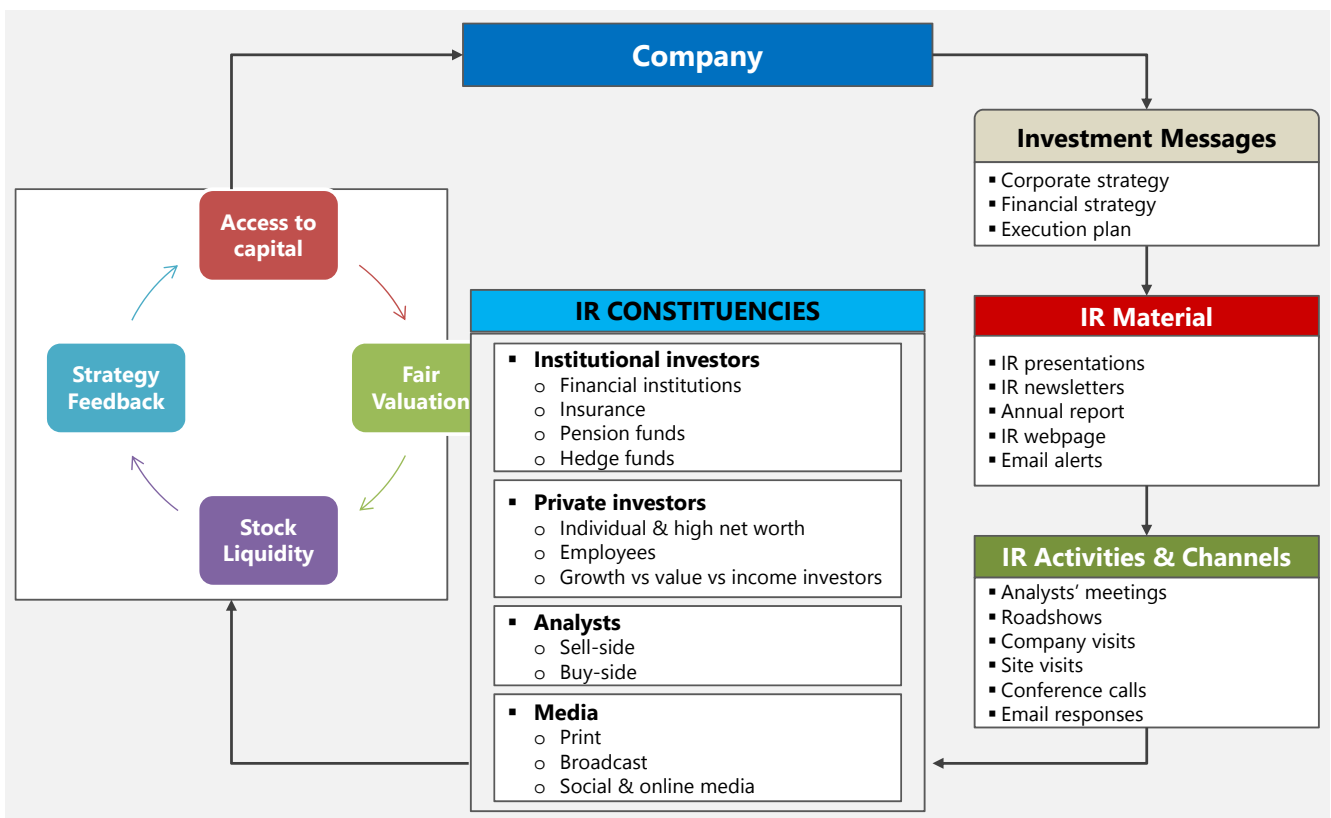 Company
Investment Messages
▪ Corporate strategy
▪ Financial strategy
▪ Execution plan
IR Material
▪ IR presentations
▪ IR newsletters
▪ Annual report
▪ IR webpage
▪ Email alerts
IR Activities & Channels
▪ Analysts’ meetings
▪ Roadshows
▪ Company visits
▪ Site visits
▪ Conference calls
▪ Email responses
IR CONSTITUENCIES
▪ Institutional investors
o Financial institutions
o Insurance
o Pension funds
o Hedge funds
▪ Private investors
o Individual & high net worth
o Employees
o Growth vs value vs income investors
▪ Analysts
o Sell-side
o Buy-side
▪ Media
o Print
o Broadcast
o Social & online media
Access to
capital
Fair
Valuation
Stock
Liquidity
Strategy
Feedback